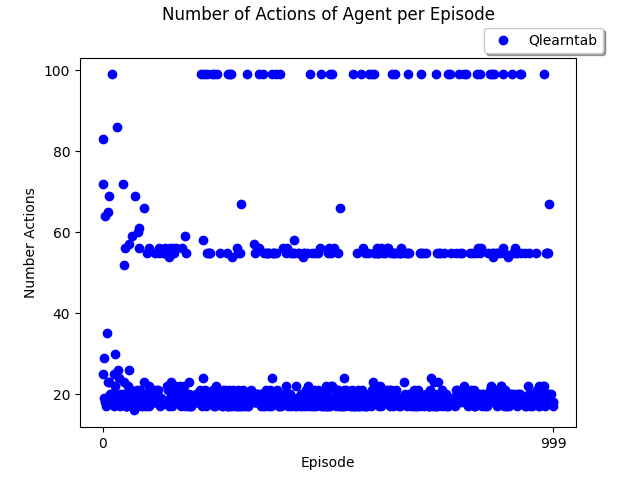 Number of Actions of Agent per Episode
Qlearntab
100
80
60
40
20
Number Actions
0
999
Episode